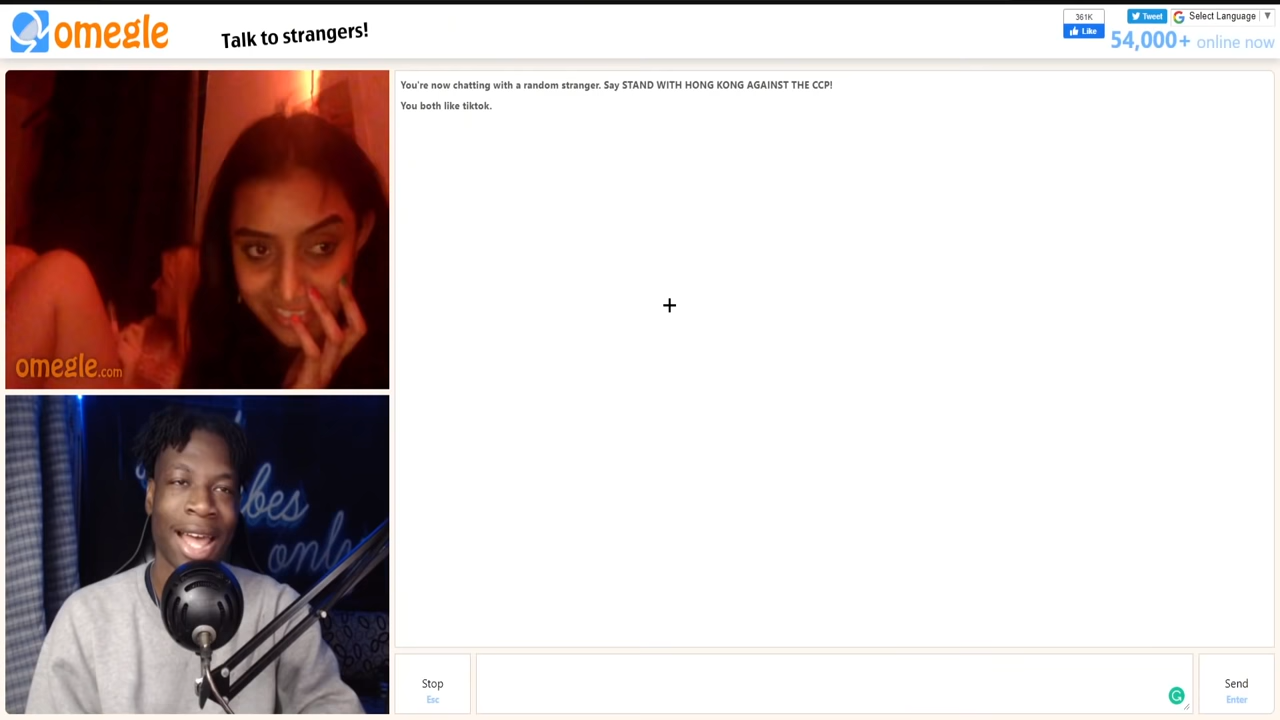 omegle
Talk to strangers!
361K
Like
Tweet
Select Language ▼
54,000+ online now
You're now chatting with a random stranger. Say STAND WITH HONG KONG AGAINST THE CCP!
You both like tiktok.
omegle.com
bes
only
Stop
Esc
Send
Enter